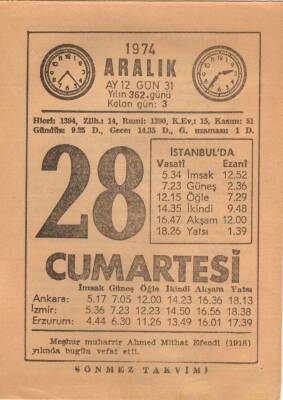 1974
ARALIK
AY 12 GÜN 31
Yılın 362.günü
Kalan gün: 3
Hicri: 1394, Zilh.: 14, Rumi: 1390, K.Ev.: 15, Kasım: 51
Gündüz: 9.25 D., Gece: 14.35 D., G. uzaması: 1 D.
28
İSTANBUL'DA
Vasatî Ezanî
5.34 İmsak 12.52
7.23 Güneş 2.36
12.15 Öğle 7.29
14.35 İkindi 9.48
16.47 Akşam 12.00
18.26 Yatsı 1.39
CUMARTESİ
İmsak Güneş Öğle İkindi Akşam Yatsı
Ankara: 5.17 7.05 12.00 14.23 16.36 18.13
İzmir: 5.36 7.23 12.23 14.50 16.56 18.38
Erzurum: 4.44 6.30 11.26 13.49 16.01 17.39
Meşhur muharrir Ahmed Mithat Efendi (1913)
yılında bugün vefat etti.
SÖNMEZ TAKVİMİ